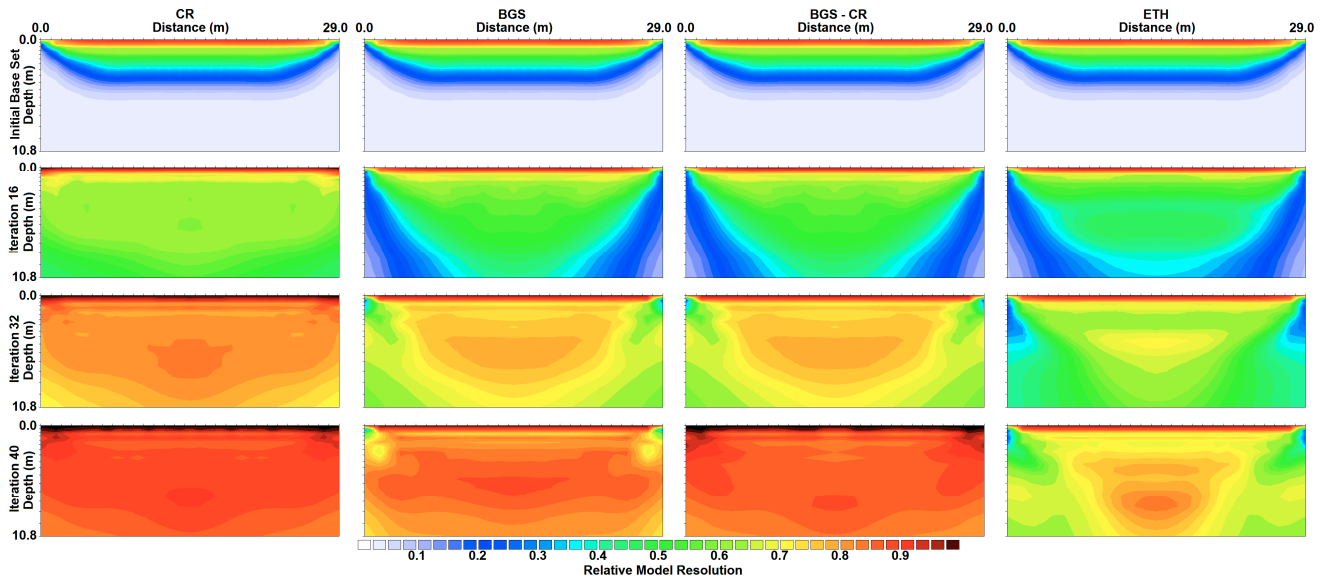 CR
Distance (m)
0.0 29.0
BGS
Distance (m)
0.0 29.0
BGS - CR
Distance (m)
0.0 29.0
ETH
Distance (m)
0.0 29.0
Initial Base Set
Depth (m)
0.0
10.8
Iteration 16
Depth (m)
0.0
10.8
Iteration 32
Depth (m)
0.0
10.8
Iteration 40
Depth (m)
0.0
10.8
0.1 0.2 0.3 0.4 0.5 0.6 0.7 0.8 0.9
Relative Model Resolution